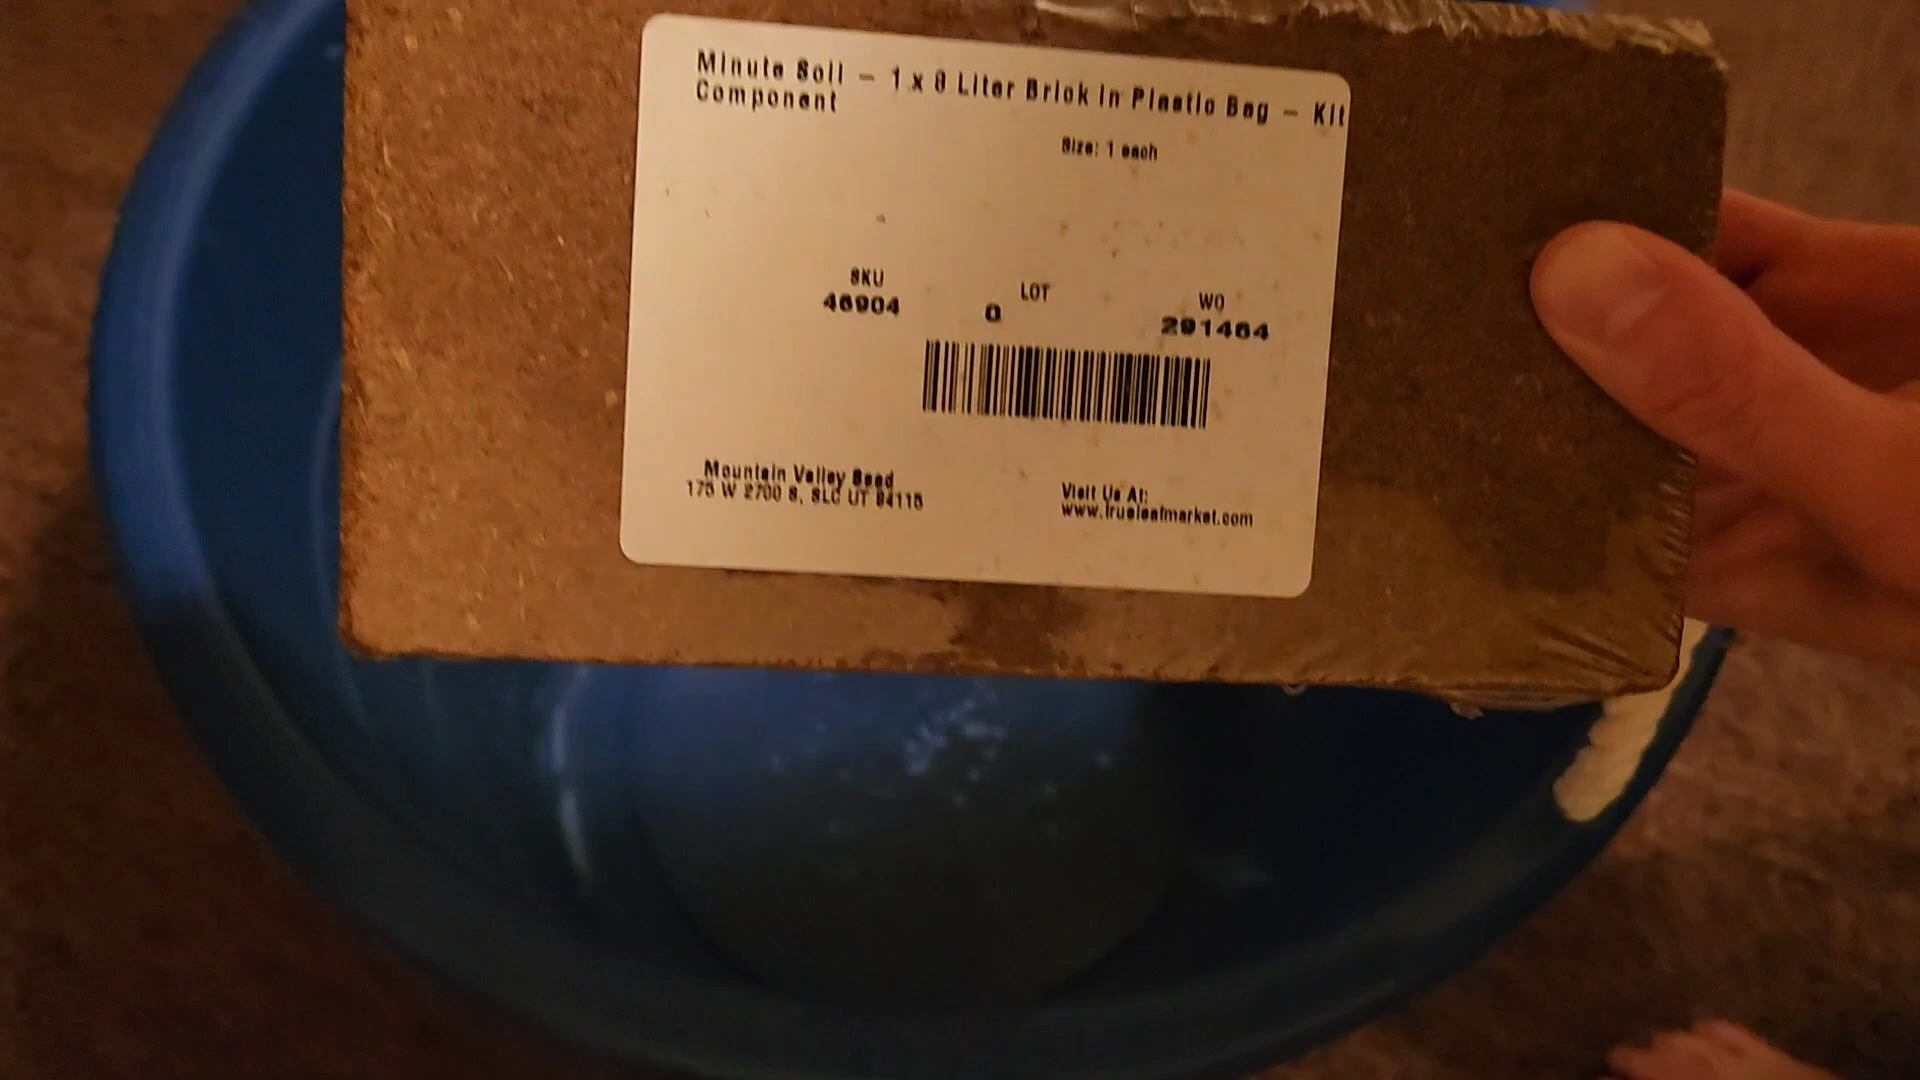 Minute Soil - 1 x 8 Liter Brick in Plastic Bag - Kit
Component
Size: 1 each
SKU LOT WO
46904 0 291464
Mountain Valley Seed
175 W 2700 S, SLC UT 84115
Visit Us At:
www.trueleafmarket.com